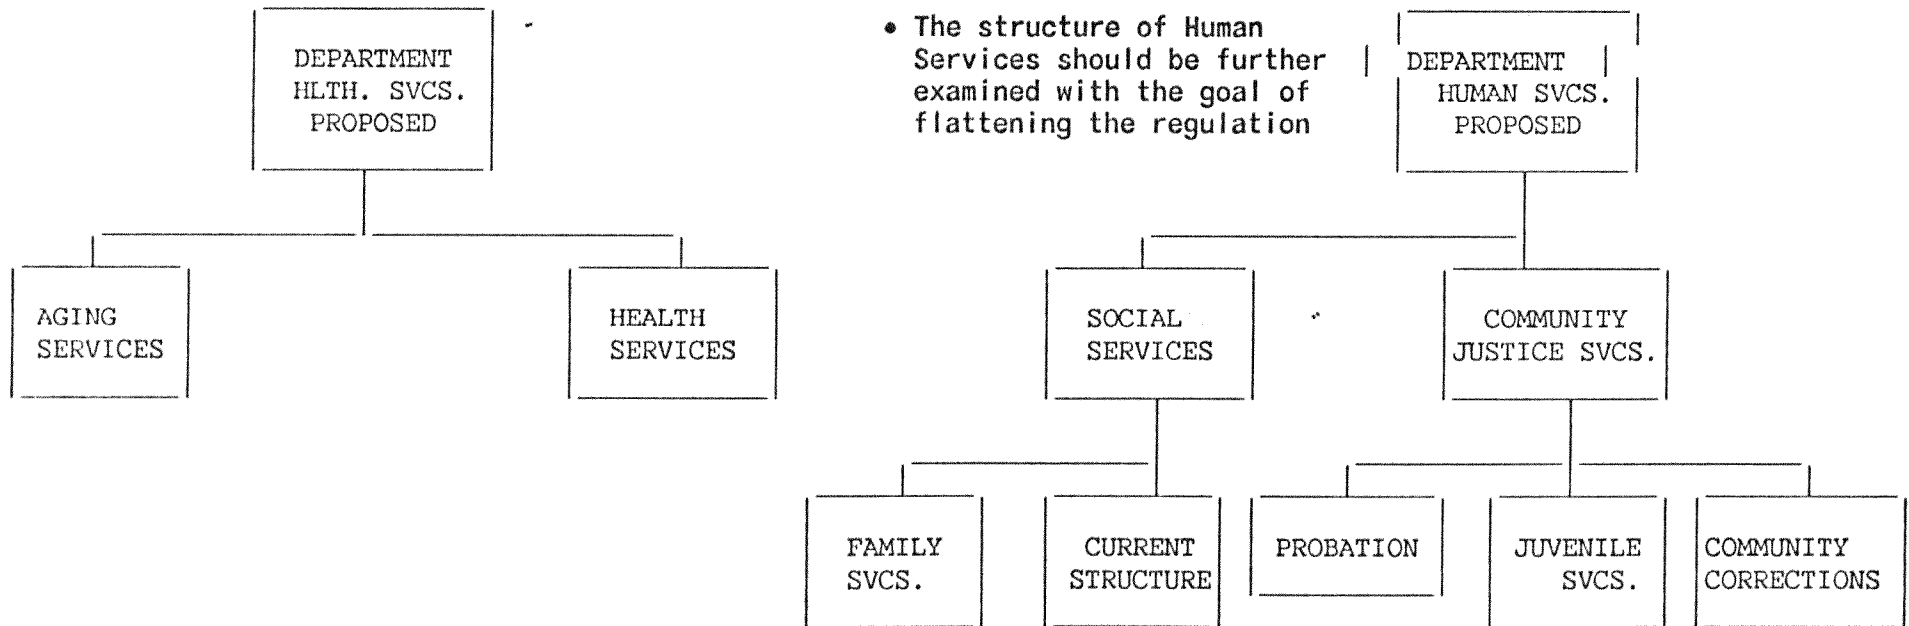 DEPARTMENT
HLTH. SVCS.
PROPOSED
• The structure of Human
Services should be further
examined with the goal of
flattening the regulation
DEPARTMENT
HUMAN SVCS.
PROPOSED
AGING
SERVICES
HEALTH
SERVICES
SOCIAL
SERVICES
COMMUNITY
JUSTICE SVCS.
FAMILY
SVCS.
CURRENT
STRUCTURE
PROBATION
JUVENILE
SVCS.
COMMUNITY
CORRECTIONS